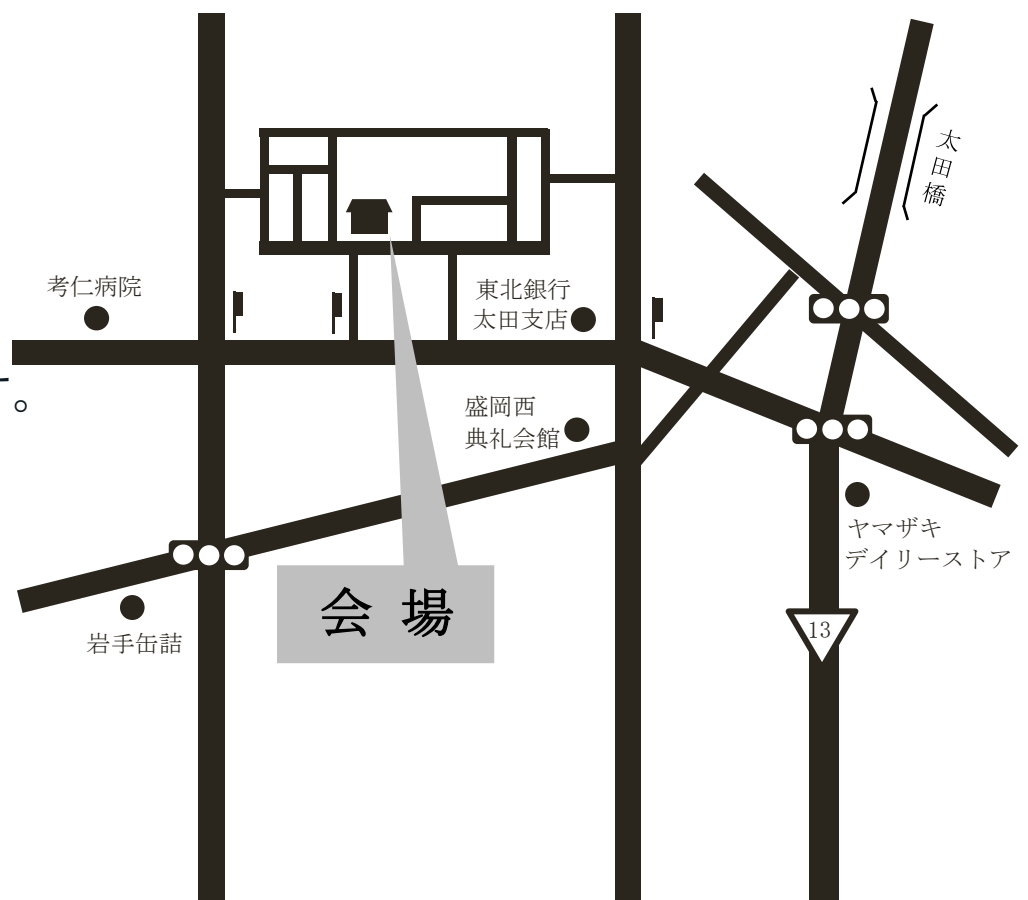 太田橋
考仁病院
東北銀行
太田支店
。
盛岡西
典礼会館
ヤマザキ
デイリーストア
会 場
13
岩手缶詰